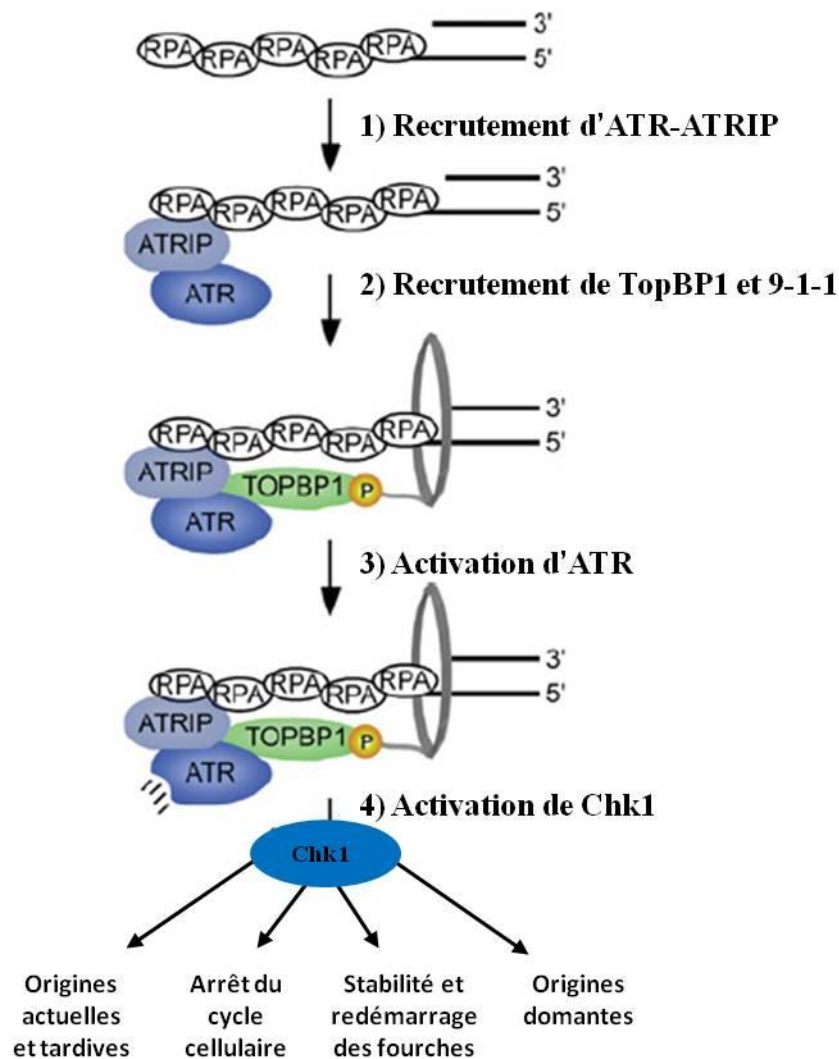 RPA RPA RPA RPA RPA 3'
5'
1) Recrutement d'ATR-ATRIP
RPA RPA RPA RPA RPA 3'
5'
ATRIP
ATR
2) Recrutement de TopBP1 et 9-1-1
RPA RPA RPA RPA RPA 3'
5'
ATRIP TOPBP1 P
ATR
3) Activation d'ATR
RPA RPA RPA RPA RPA 3'
5'
ATRIP TOPBP1 P
ATR
4) Activation de Chk1
Chk1
Origines
actuelles
et tardives
Arrêt du
cycle
cellulaire
Stabilité et
redémarrage
des fourches
Origines
domantes